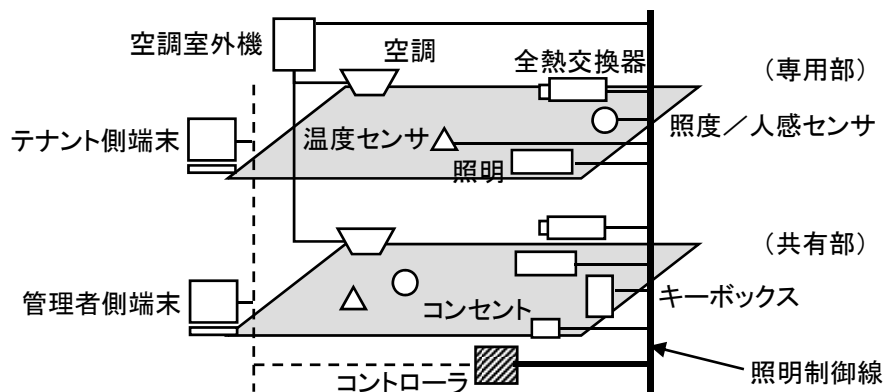 空調室外機
空調
全熱交換器
（専用部）
テナント側端末
温度センサ
照度／人感センサ
照明
（共有部）
管理者側端末
コンセント
キーボックス
コントローラ
照明制御線